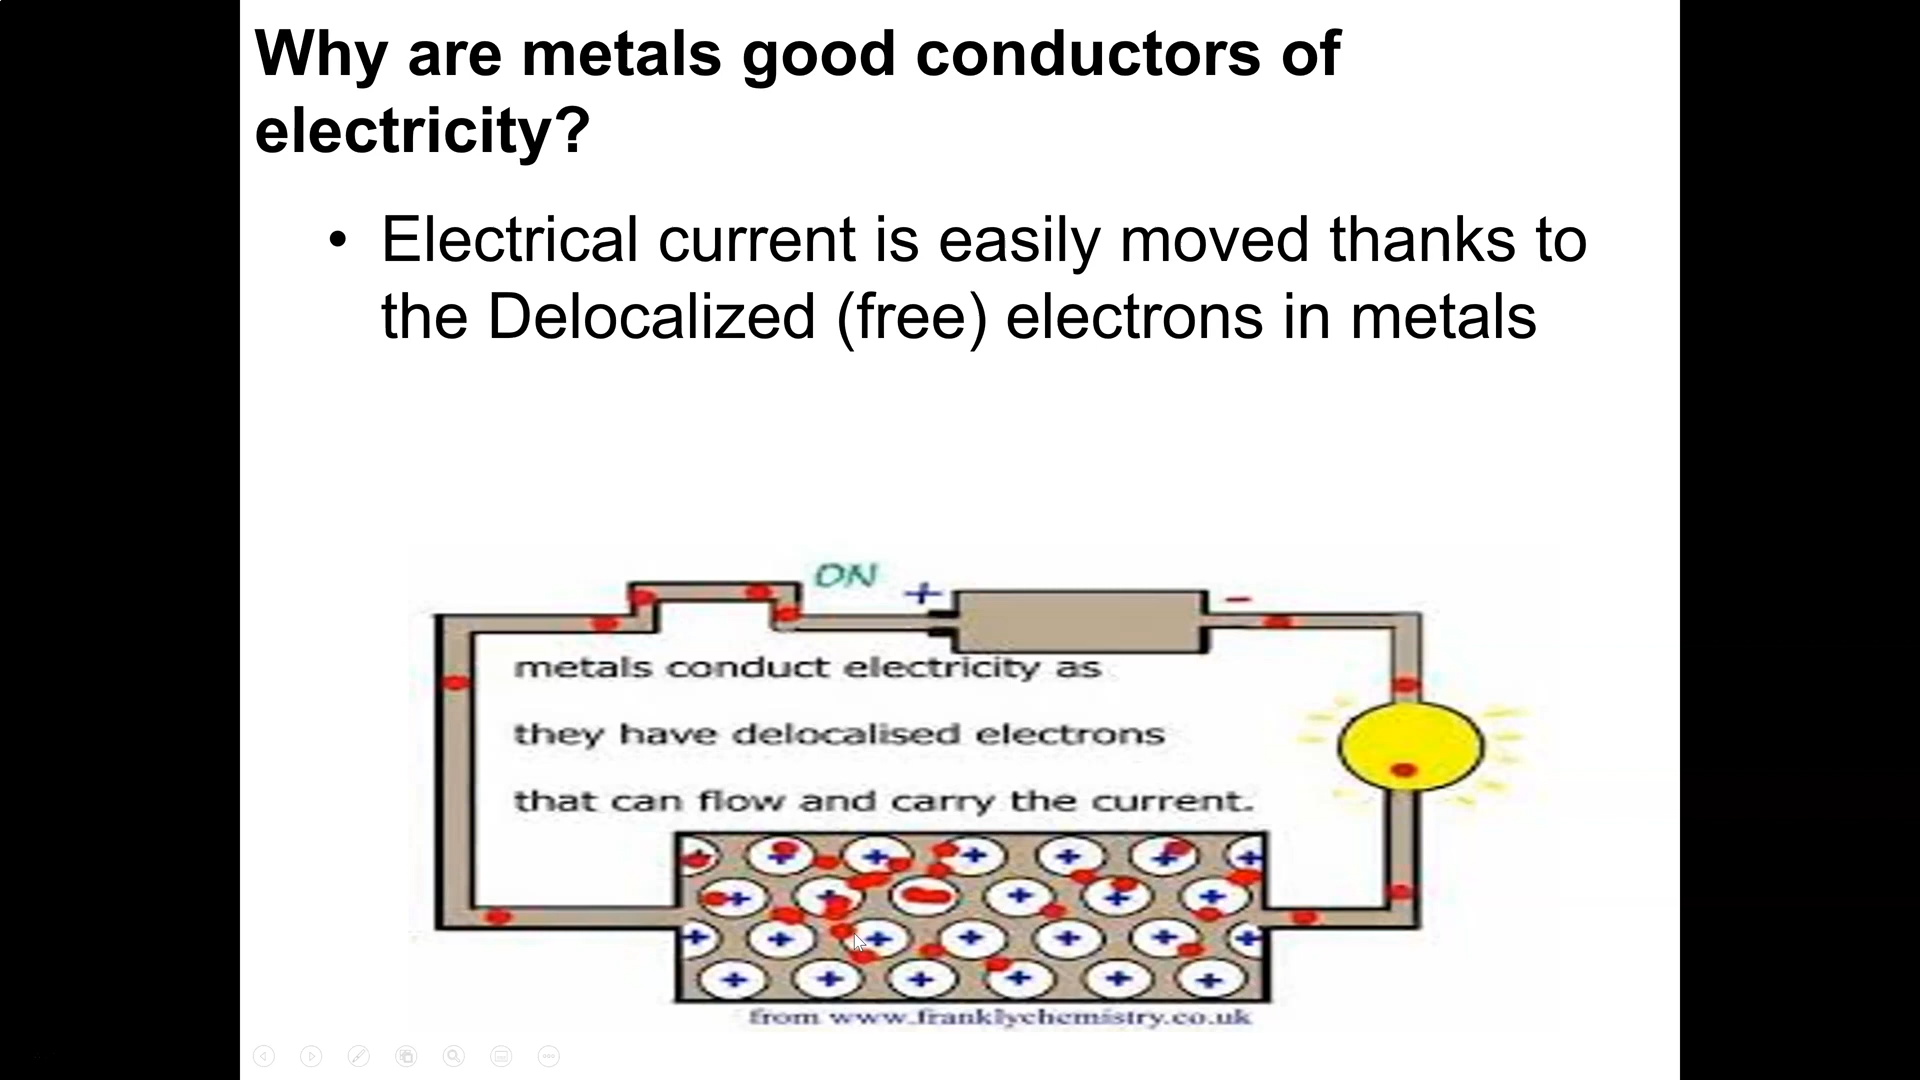 Why are metals good conductors of
electricity?
• Electrical current is easily moved thanks to
the Delocalized (free) electrons in metals
ON
+
-
metals conduct electricity as
they have delocalised electrons
that can flow and carry the current.
+ + + + + +
+ + + + +
+ + + + + + +
+ + + + + +
from www.franklychemistry.co.uk